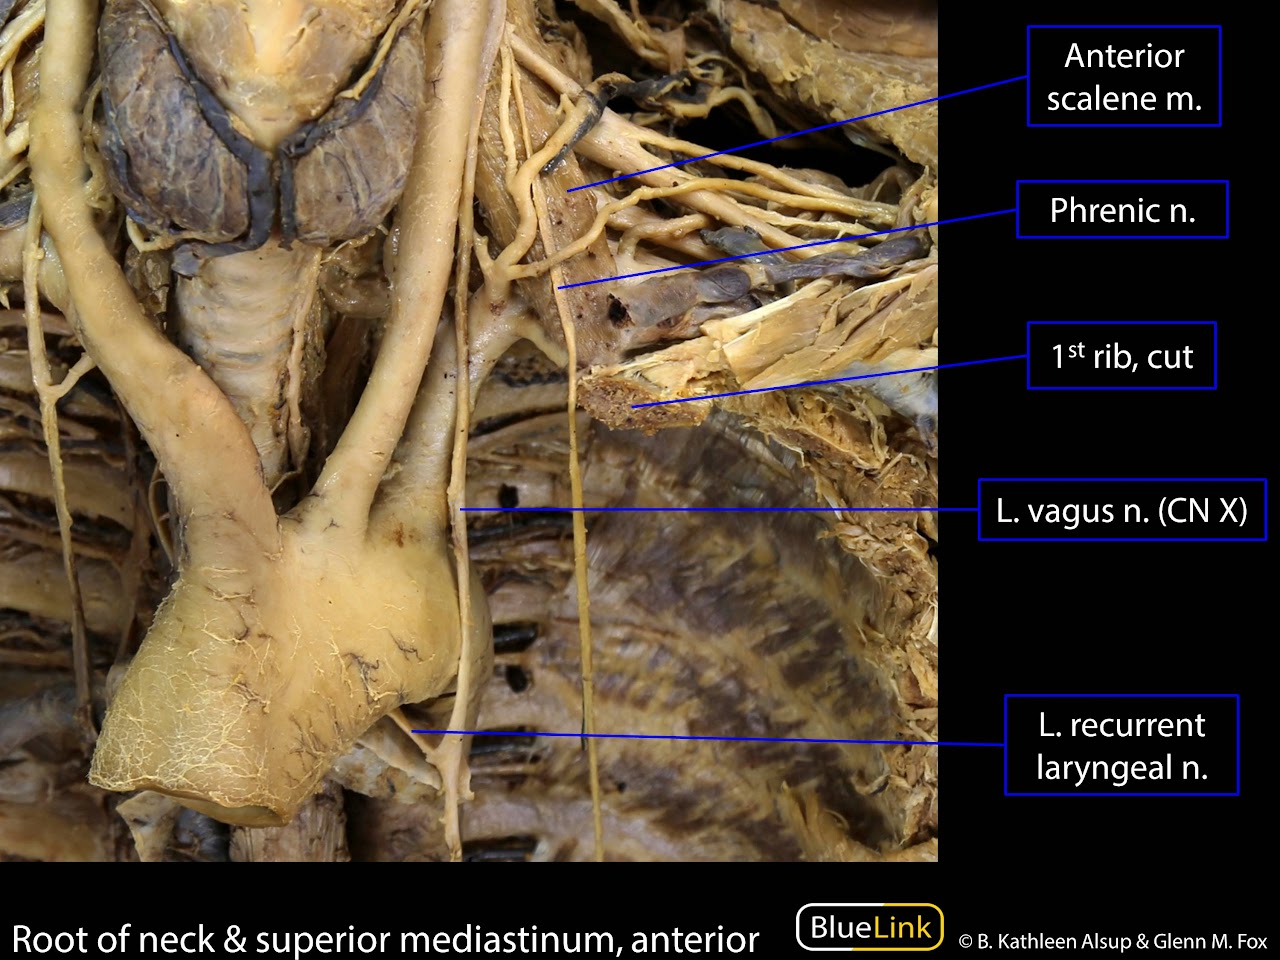 Anterior
scalene m.
Phrenic n.
1st rib, cut
L. vagus n. (CN X)
L. recurrent
laryngeal n.
Root of neck & superior mediastinum, anterior
BlueLink
© B. Kathleen Alsup & Glenn M. Fox